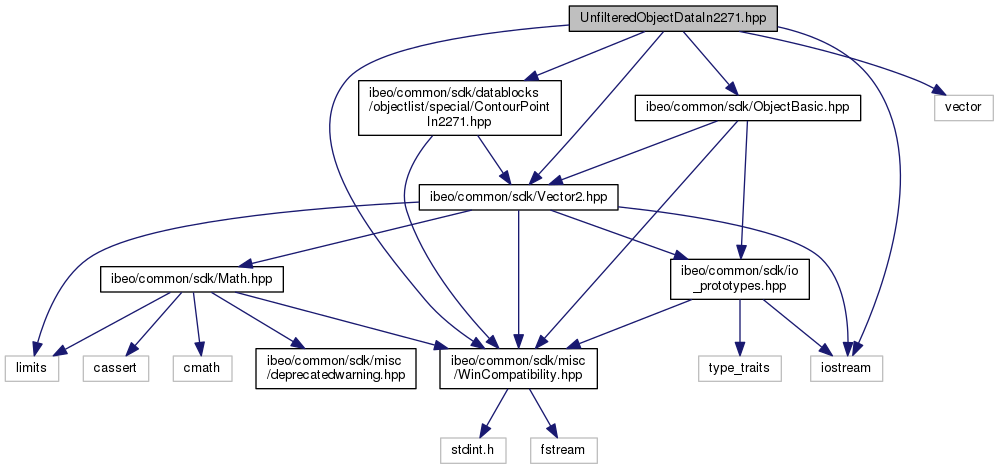 UnfilteredObjectDataIn2271.hpp
ibeo/common/sdk/datablocks
/objectlist/special/ContourPoint
In2271.hpp
ibeo/common/sdk/ObjectBasic.hpp
vector
ibeo/common/sdk/Vector2.hpp
ibeo/common/sdk/Math.hpp
ibeo/common/sdk/io
_prototypes.hpp
limits
cassert
cmath
ibeo/common/sdk/misc
/deprecatedwarning.hpp
ibeo/common/sdk/misc
/WinCompatibility.hpp
type_traits
iostream
stdint.h
fstream